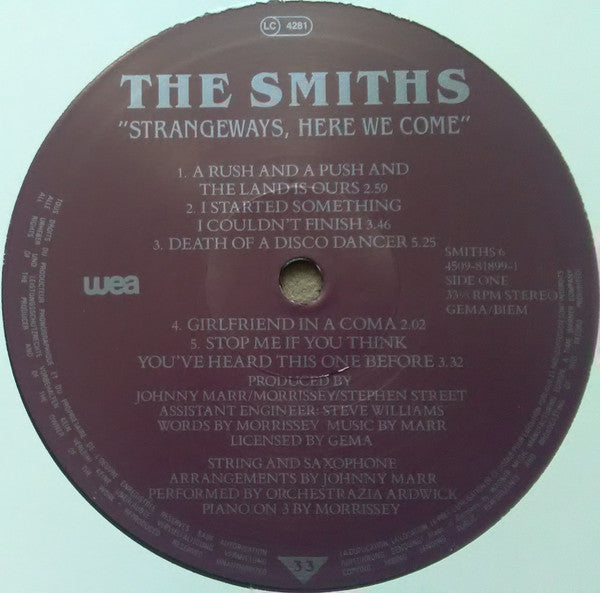 LC 4281
THE SMITHS
"STRANGEWAYS, HERE WE COME"
1. A RUSH AND A PUSH AND
THE LAND IS OURS 2.59
2. I STARTED SOMETHING
I COULDN'T FINISH 3.46
3. DEATH OF A DISCO DANCER 5.25
SMITHS 6
4509-81899-1
SIDE ONE
33⅓ RPM STEREO
GEMA/BIEM
wea
4. GIRLFRIEND IN A COMA 2.02
5. STOP ME IF YOU THINK
YOU'VE HEARD THIS ONE BEFORE 3.32
PRODUCED BY
JOHNNY MARR/MORRISSEY/STEPHEN STREET
ASSISTANT ENGINEER: STEVE WILLIAMS
WORDS BY MORRISSEY MUSIC BY MARR
LICENSED BY GEMA
STRING AND SAXOPHONE
ARRANGEMENTS BY JOHNNY MARR
PERFORMED BY ORCHESTRAZIA ARDWICK
PIANO ON 3 BY MORRISSEY
33